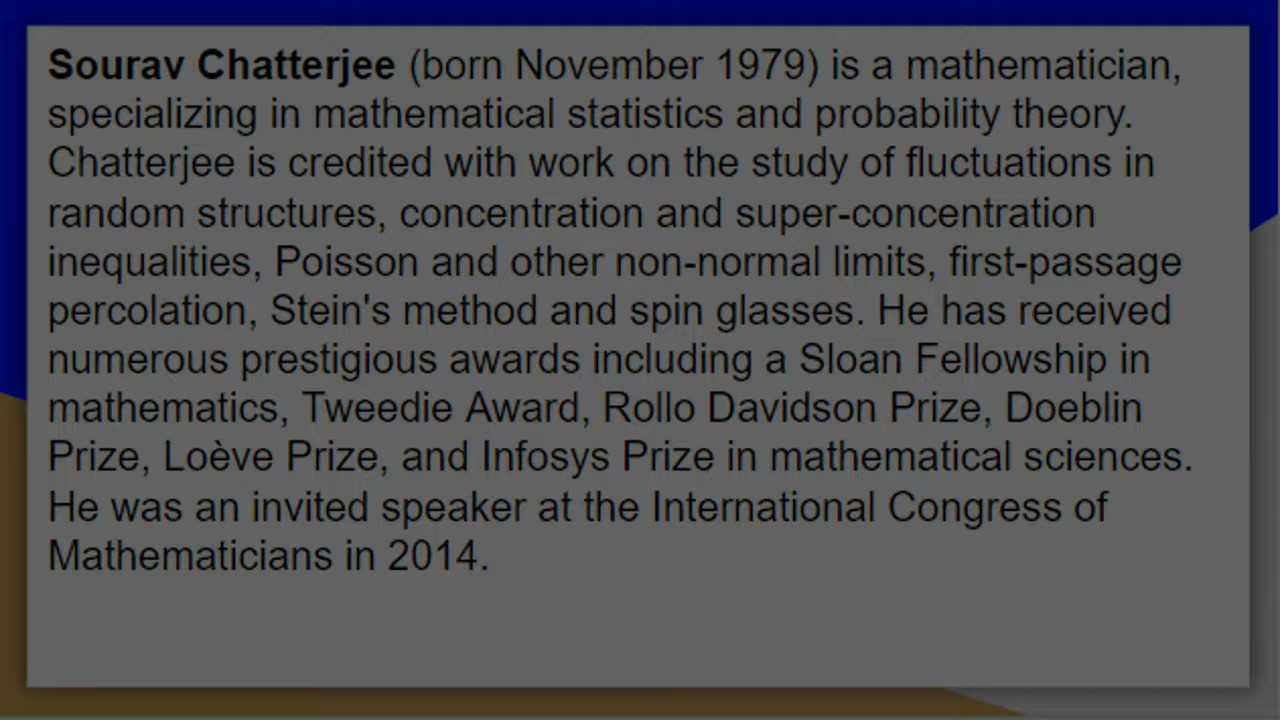 Sourav Chatterjee (born November 1979) is a mathematician,
specializing in mathematical statistics and probability theory.
Chatterjee is credited with work on the study of fluctuations in
random structures, concentration and super-concentration
inequalities, Poisson and other non-normal limits, first-passage
percolation, Stein's method and spin glasses. He has received
numerous prestigious awards including a Sloan Fellowship in
mathematics, Tweedie Award, Rollo Davidson Prize, Doeblin
Prize, Loève Prize, and Infosys Prize in mathematical sciences.
He was an invited speaker at the International Congress of
Mathematicians in 2014.